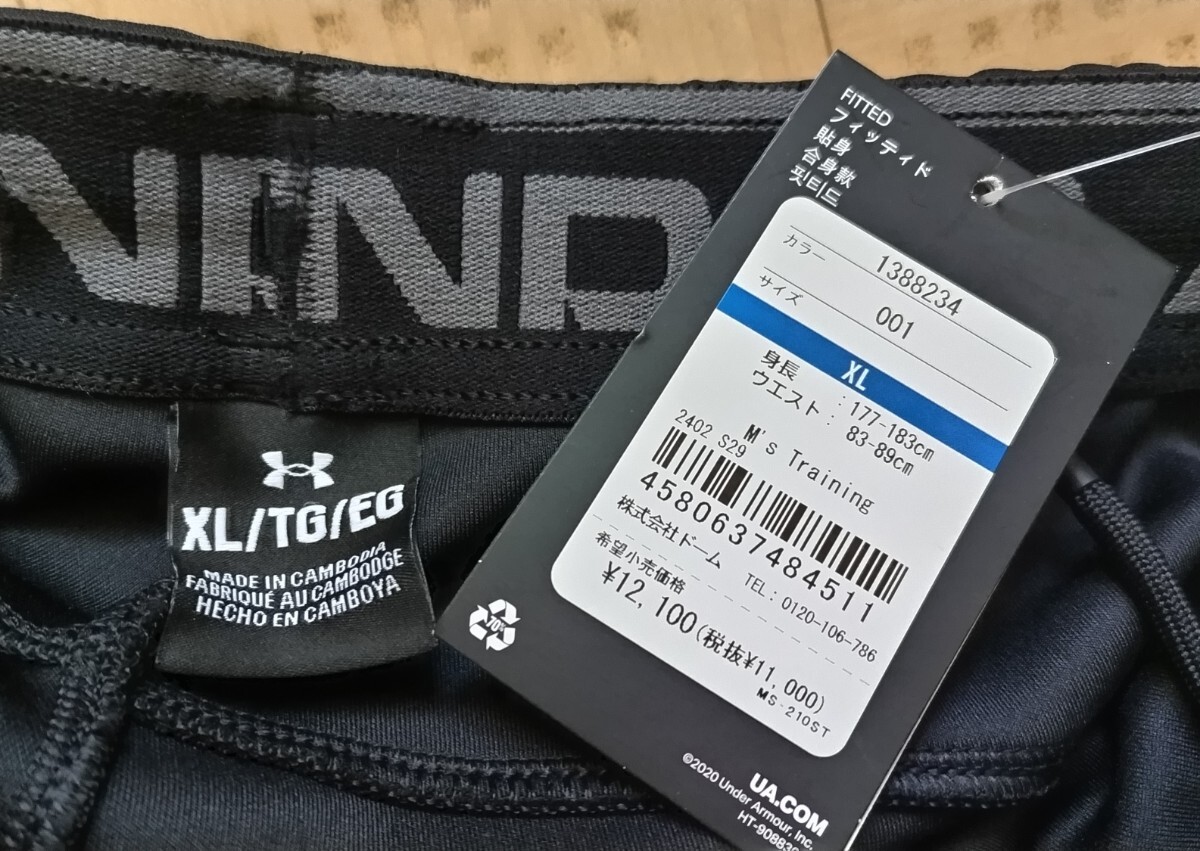 UNDER
XL/TG/EG
MADE IN CAMBODIA
FABRIQUÉ AU CAMBODGE
HECHO EN CAMBOYA
FITTED
フィッティド
貼身
合身款
핏티드
1388234
カラー 001
サイズ XL
身長 : 177-183cm
ウエスト : 83-89cm
M's Training
2402 S29
4580637484511
株式会社ドーム TEL: 0120-106-786
希望小売価格
¥12,100(税抜¥11,000)
MS-210ST
70%
UA.COM
©2020 Under Armour, Inc.